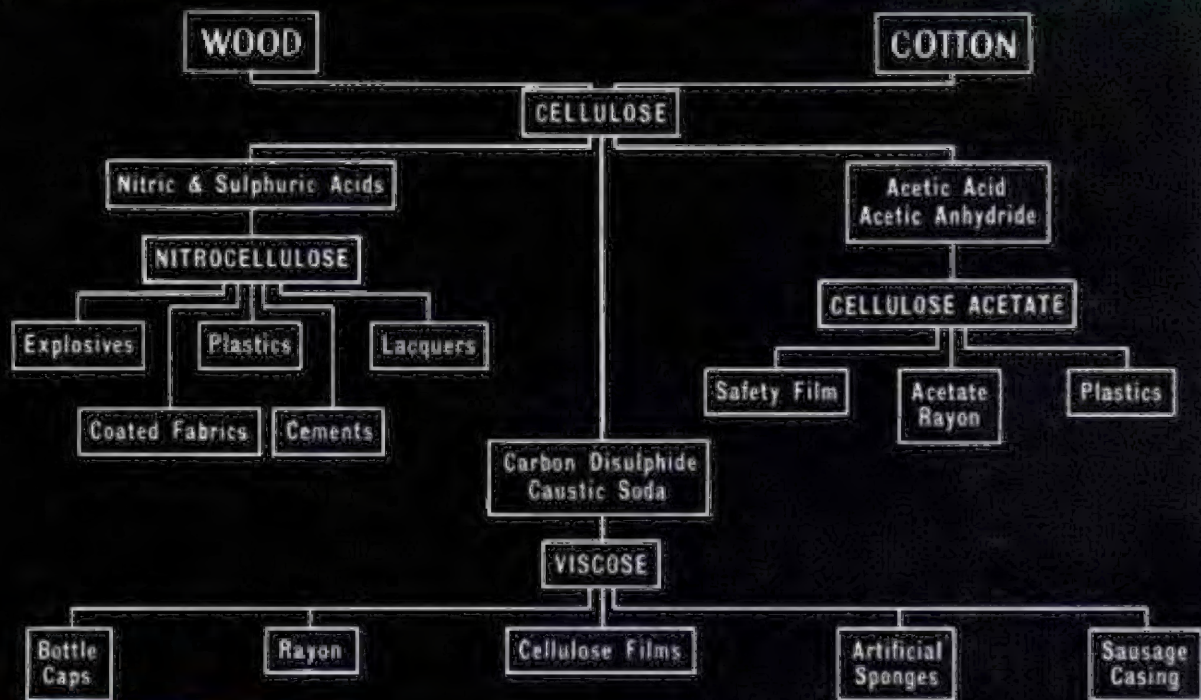 WOOD
COTTON
CELLULOSE
Nitric & Sulphuric Acids
Acetic Acid
Acetic Anhydride
NITROCELLULOSE
CELLULOSE ACETATE
Explosives
Plastics
Lacquers
Safety Film
Acetate
Rayon
Plastics
Coated Fabrics
Cements
Carbon Disulphide
Caustic Soda
VISCOSE
Bottle
Caps
Rayon
Cellulose Films
Artificial
Sponges
Sausage
Casing